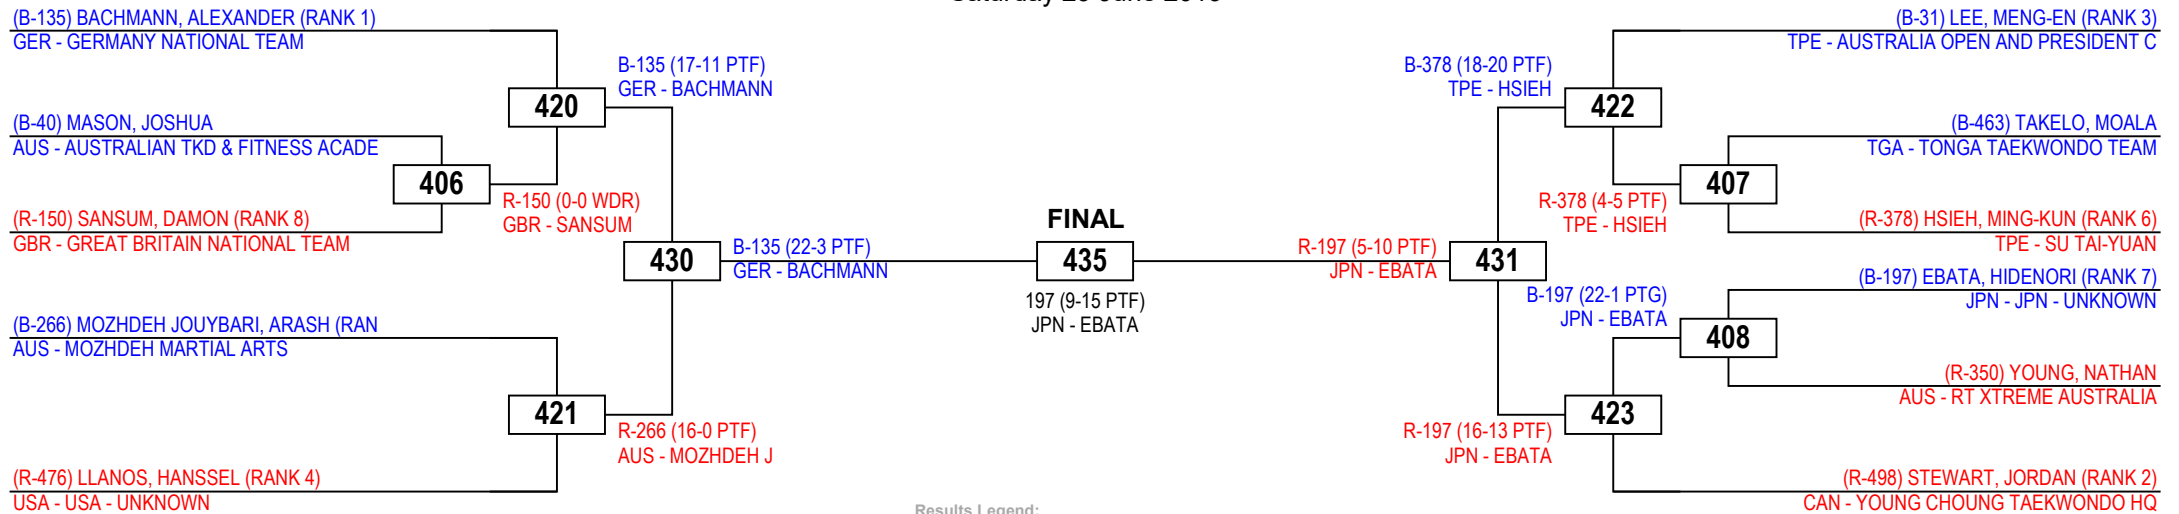 (B-135) BACHMANN, ALEXANDER (RANK 1)
GER - GERMANY NATIONAL TEAM
(B-40) MASON, JOSHUA
AUS - AUSTRALIAN TKD & FITNESS ACADE
(R-150) SANSUM, DAMON (RANK 8)
GBR - GREAT BRITAIN NATIONAL TEAM
(B-266) MOZHDEH JOUYBARI, ARASH (RAN
AUS - MOZHDEH MARTIAL ARTS
(R-476) LLANOS, HANSSEL (RANK 4)
USA - USA - UNKNOWN
406
R-150 (0-0 WDR)
GBR - SANSUM
420
B-135 (17-11 PTF)
GER - BACHMANN
421
R-266 (16-0 PTF)
AUS - MOZHDEH J
430
B-135 (22-3 PTF)
GER - BACHMANN
FINAL
435
197 (9-15 PTF)
JPN - EBATA
R-197 (5-10 PTF)
JPN - EBATA
431
B-378 (18-20 PTF)
TPE - HSIEH
422
R-378 (4-5 PTF)
TPE - HSIEH
407
B-197 (22-1 PTG)
JPN - EBATA
408
R-197 (16-13 PTF)
JPN - EBATA
423
(B-31) LEE, MENG-EN (RANK 3)
TPE - AUSTRALIA OPEN AND PRESIDENT C
(B-463) TAKELO, MOALA
TGA - TONGA TAEKWONDO TEAM
(R-378) HSIEH, MING-KUN (RANK 6)
TPE - SU TAI-YUAN
(B-197) EBATA, HIDENORI (RANK 7)
JPN - JPN - UNKNOWN
(R-350) YOUNG, NATHAN
AUS - RT XTREME AUSTRALIA
(R-498) STEWART, JORDAN (RANK 2)
CAN - YOUNG CHOUNG TAEKWONDO HQ
Results Legend: